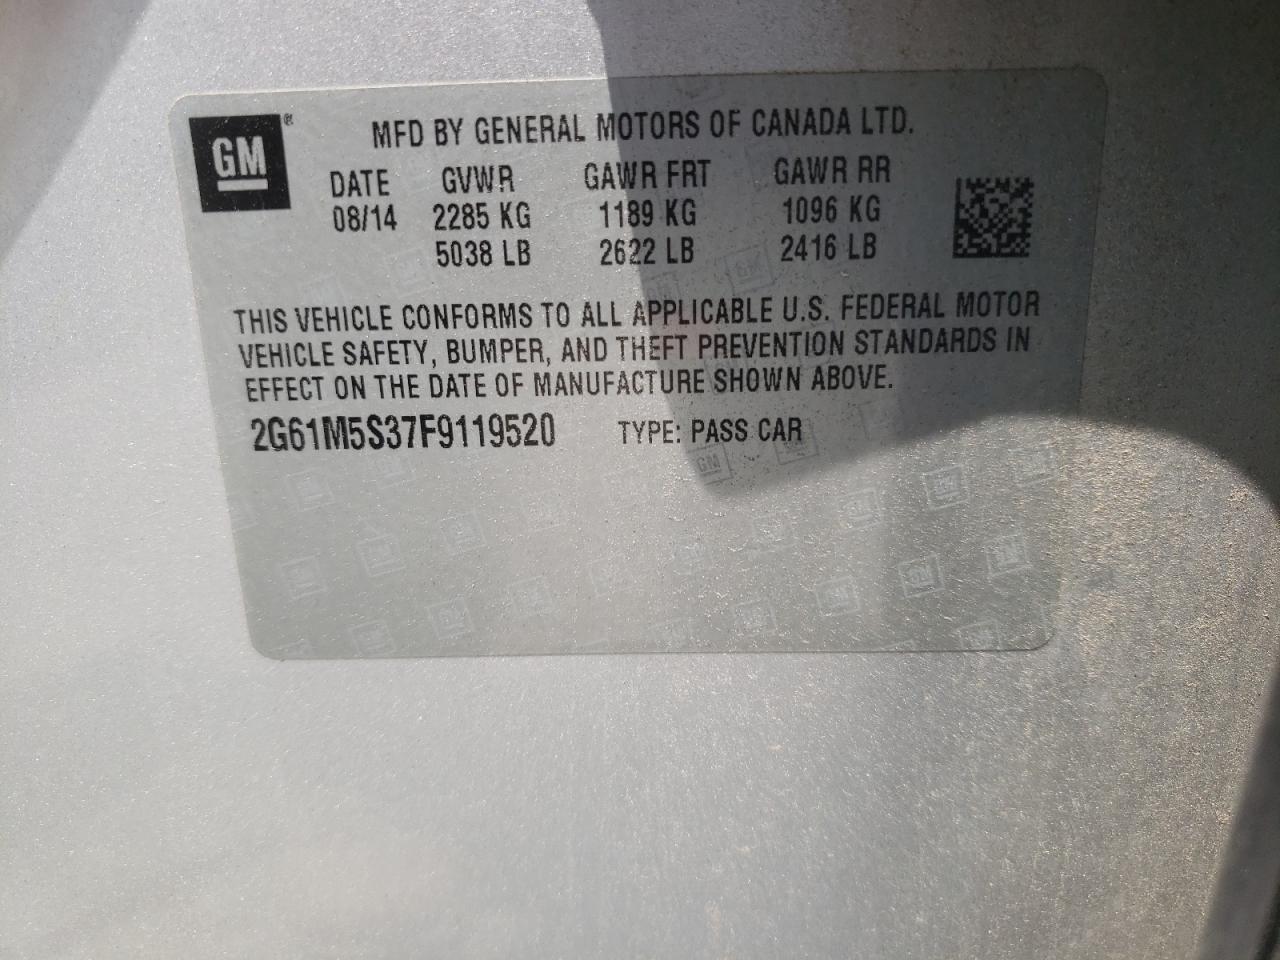 GM®
MFD BY GENERAL MOTORS OF CANADA LTD.
DATE GVWR GAWR FRT GAWR RR
08/14 2285 KG 1189 KG 1096 KG
5038 LB 2622 LB 2416 LB
THIS VEHICLE CONFORMS TO ALL APPLICABLE U.S. FEDERAL MOTOR
VEHICLE SAFETY, BUMPER, AND THEFT PREVENTION STANDARDS IN
EFFECT ON THE DATE OF MANUFACTURE SHOWN ABOVE.
2G61M5S37F9119520 TYPE: PASS CAR